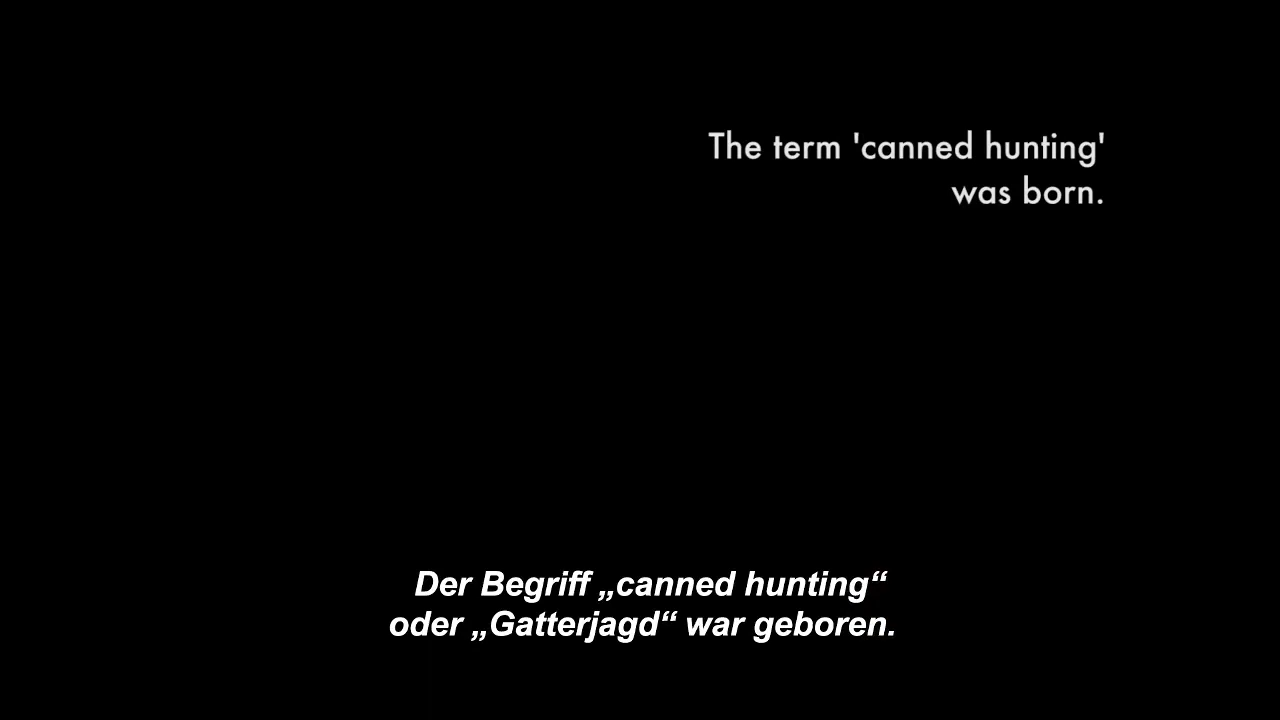 The term 'canned hunting'
was born.
Der Begriff „canned hunting“
oder „Gatterjagd“ war geboren.